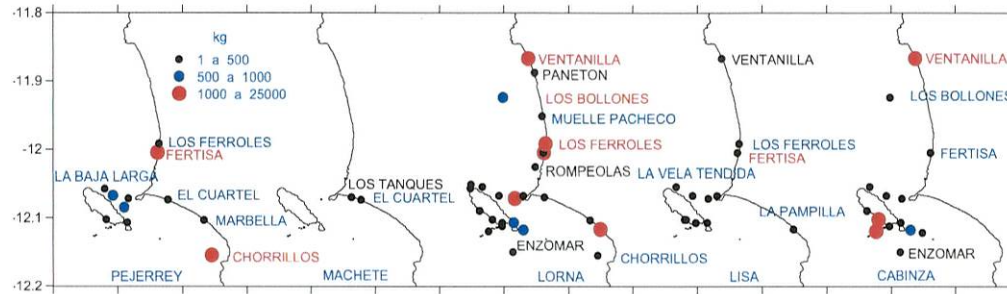 -11.8
-11.9
-12
-12.1
-12.2
kg
1 a 500
500 a 1000
1000 a 25000
LOS FERROLES
FERTISA
LA BAJA LARGA
EL CUARTEL
MARBELLA
CHORRILLOS
PEJERREY
LOS TANQUES
EL CUARTEL
MACHETE
VENTANILLA
PANETON
LOS BOLLONES
MUELLE PACHECO
LOS FERROLES
ROMPEOLAS
ENZOMAR
CHORRILLOS
LORNA
VENTANILLA
LOS FERROLES
FERTISA
LA VELA TENDIDA
LA PAMPILLA
LISA
VENTANILLA
LOS BOLLONES
FERTISA
ENZOMAR
CABINZA